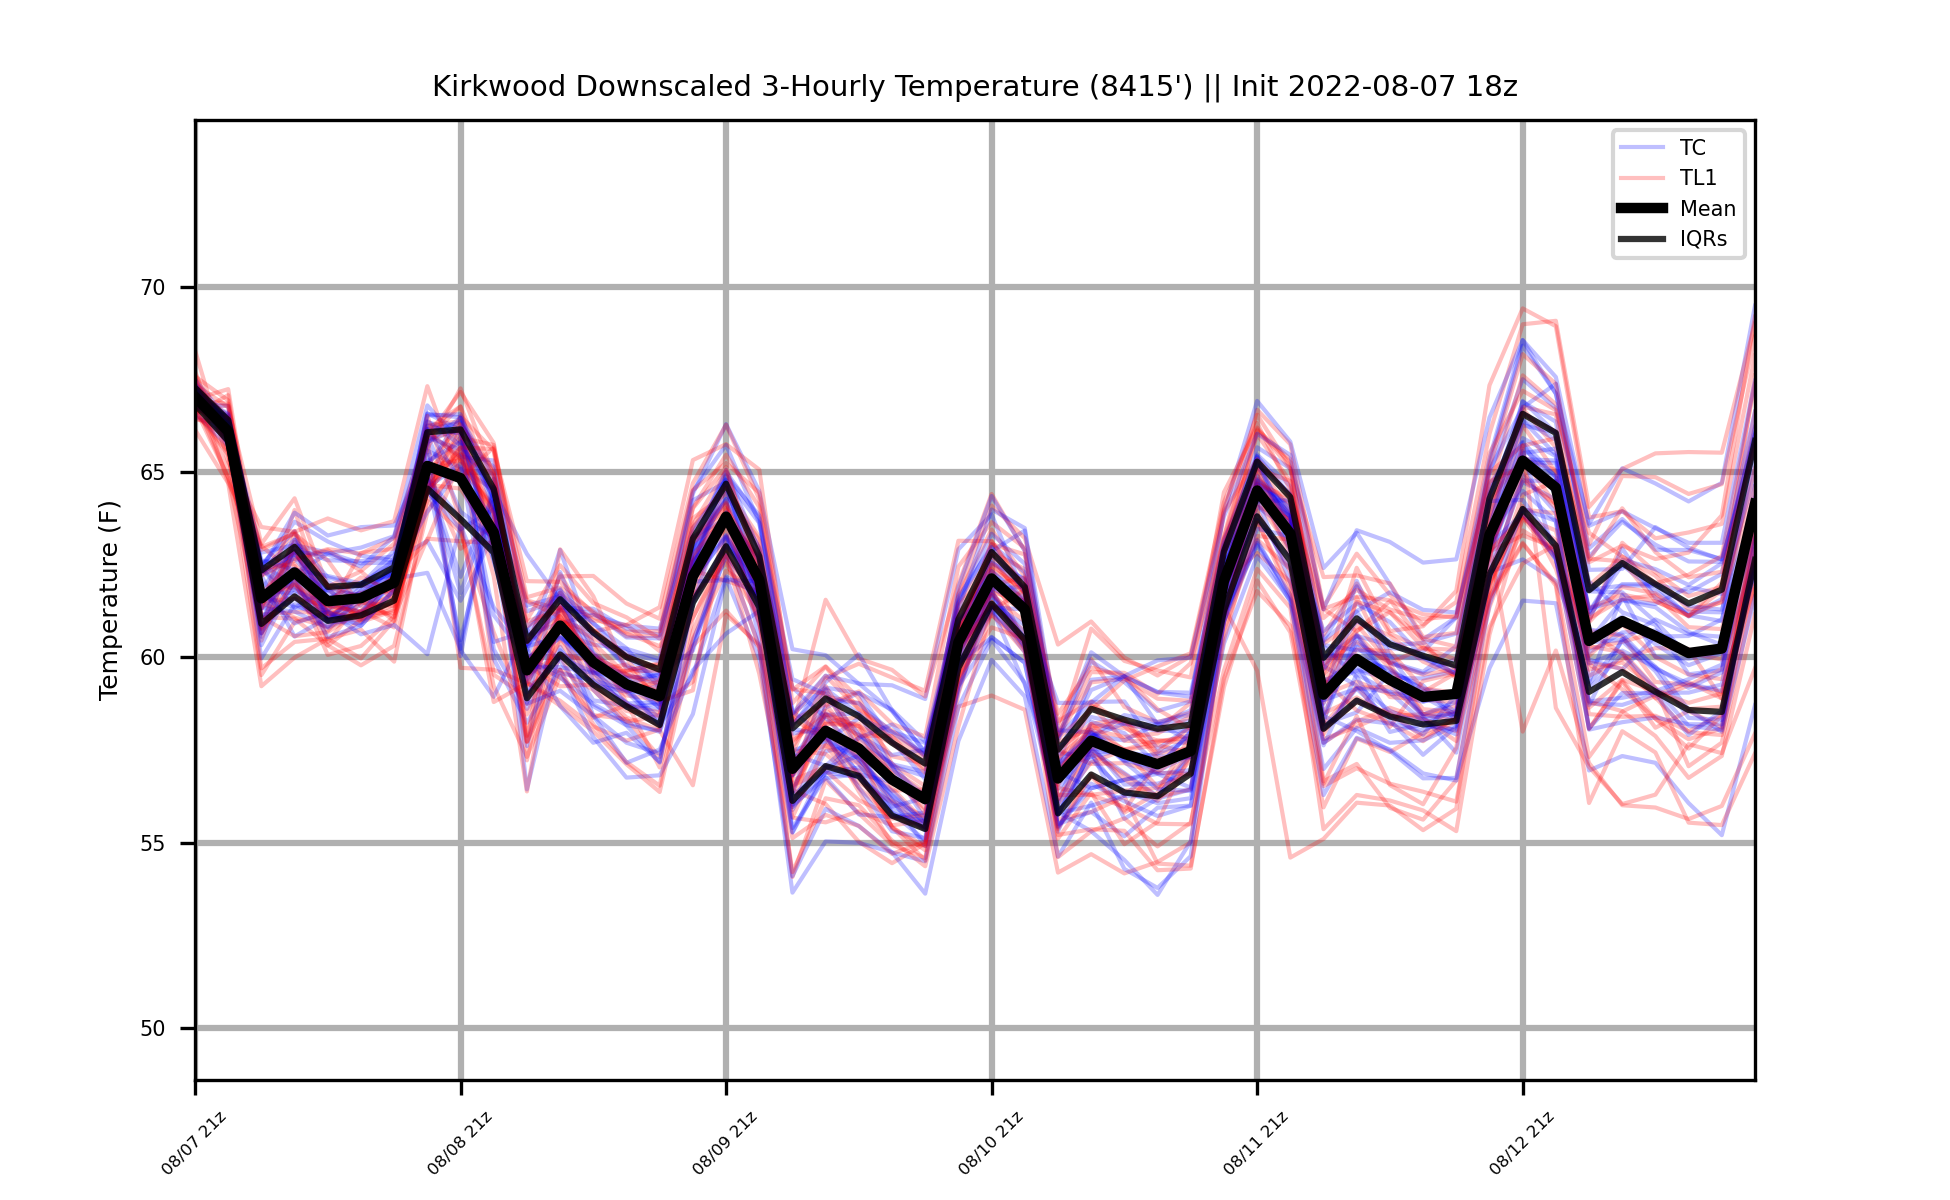 Kirkwood Downscaled 3-Hourly Temperature (8415') || Init 2022-08-07 18z
TC
TL1
Mean
IQRs
Temperature (F)
70
65
60
55
50
08/07 21z
08/08 21z
08/09 21z
08/10 21z
08/11 21z
08/12 21z